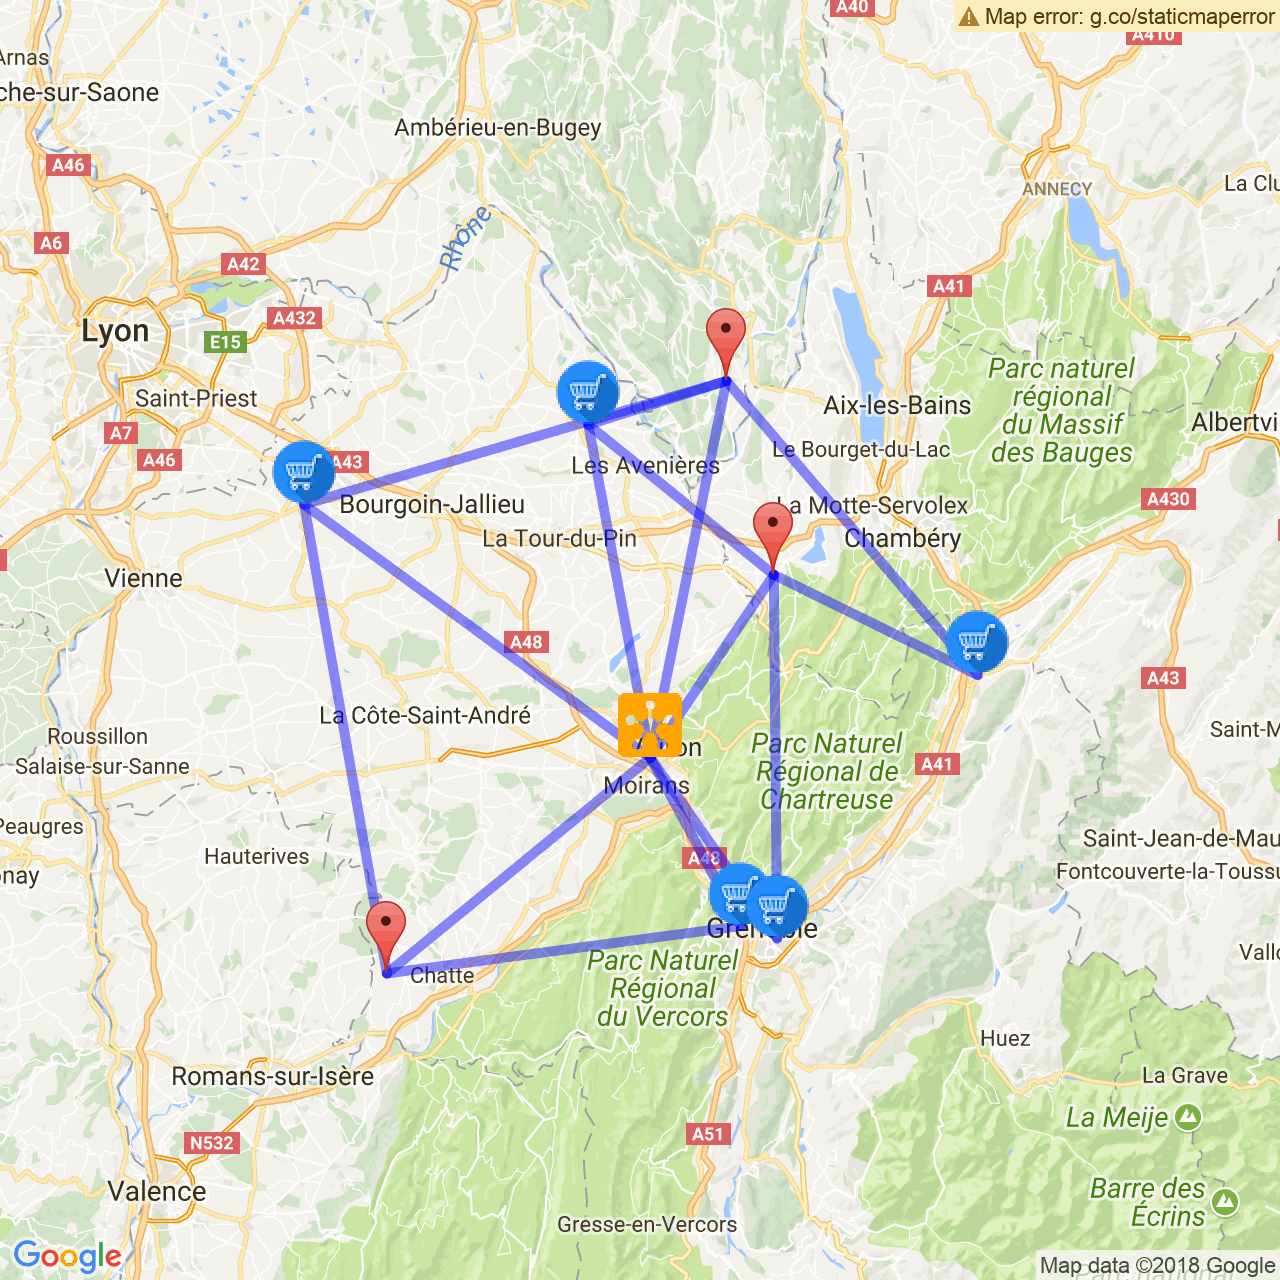 A40
Map error: g.co/staticmaperror
A410
Arnas
che-sur-Saone
Ambérieu-en-Bugey
A46
ANNECY
La Clu
Rhône
A6
A42
A41
A432
Lyon
E15
Parc naturel
régional
du Massif
des Bauges
Saint-Priest
Aix-les-Bains
Albertvi
A7
A46
A43
Les Avenières
Le Bourget-du-Lac
A430
Bourgoin-Jallieu
La Motte-Servolex
La Tour-du-Pin
Chambéry
Vienne
A48
A43
La Côte-Saint-André
Roussillon
Salaise-sur-Sanne
Saint-M
Parc Naturel
Régional de
Chartreuse
A41
Moirans
Peaugres
Hauterives
A48
Saint-Jean-de-Mau
Fontcouverte-la-Toussu
onay
Grenoble
Chatte
Parc Naturel
Régional
du Vercors
Vallo
Huez
Romans-sur-Isère
La Grave
La Meije
N532
A51
Valence
Barre des
Écrins
Gresse-en-Vercors
Google
Map data ©2018 Google